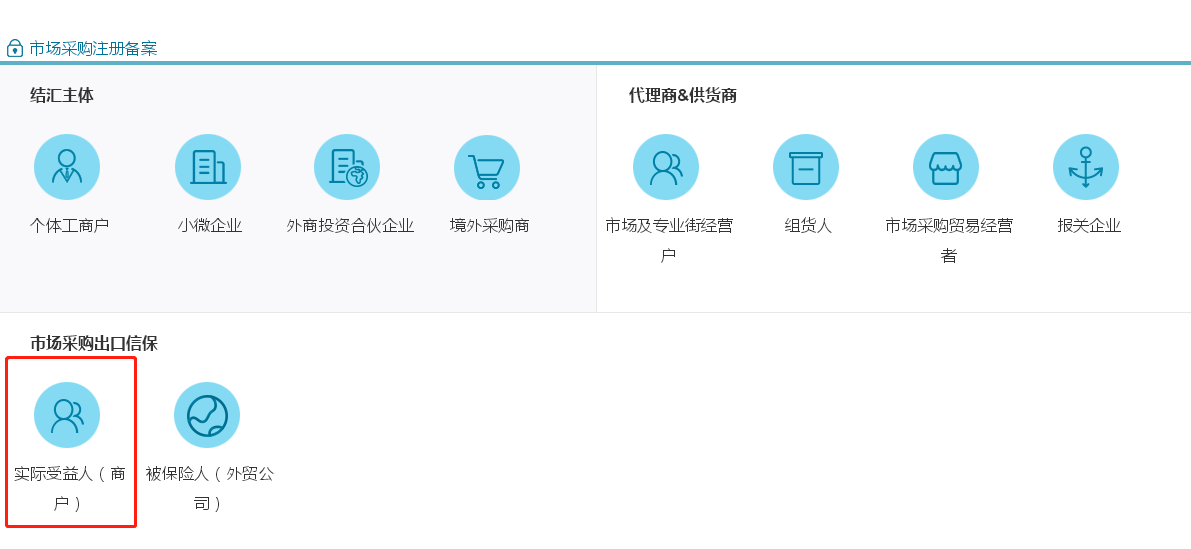 市场采购注册备案
结汇主体
代理商&供货商
个体工商户
小微企业
外商投资合伙企业
境外采购商
市场及专业街经营
户
组货人
市场采购贸易经营
者
报关企业
市场采购出口信保
实际受益人（商
户）
被保险人（外贸公
司）